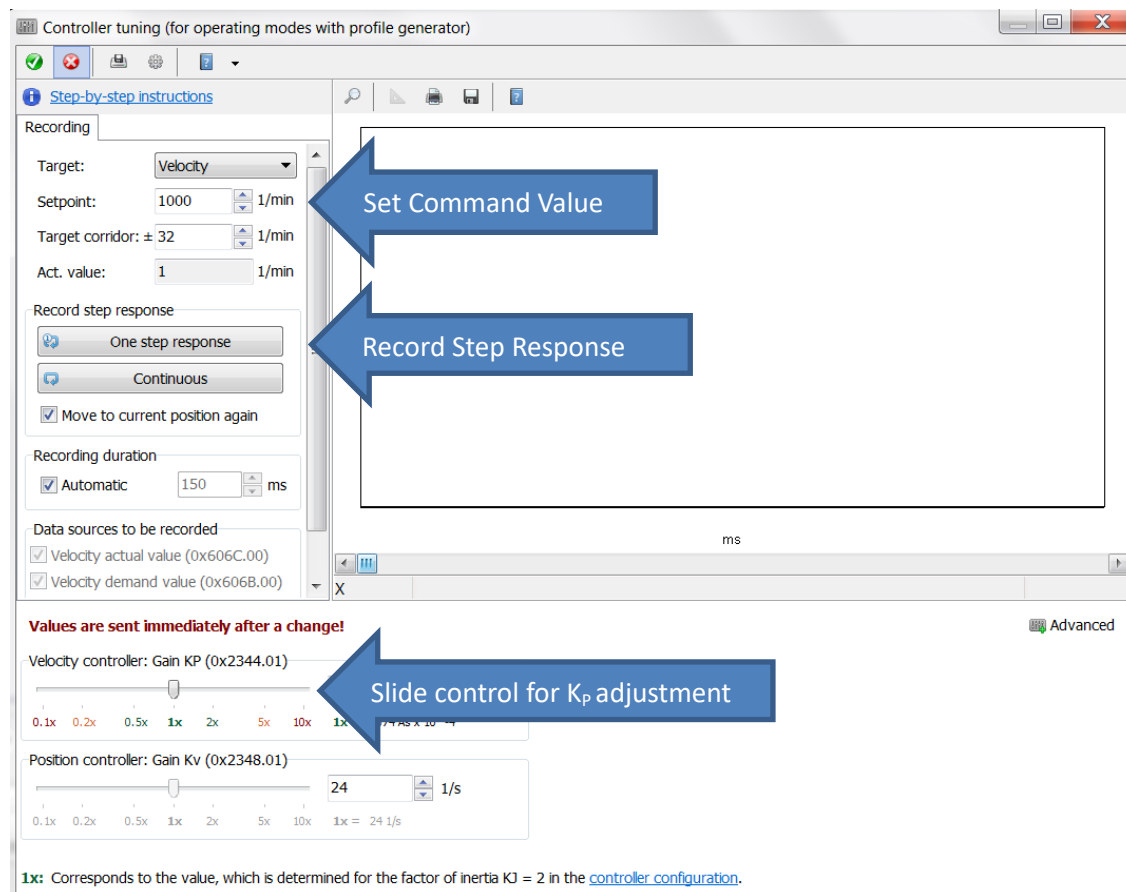 Controller tuning (for operating modes with profile generator)
Step-by-step instructions
Recording
Target: Velocity
Setpoint: 1000 1/min
Target corridor: ± 32 1/min
Act. value: 1 1/min
Set Command Value
Record step response
One step response
Continuous
Record Step Response
Move to current position again
Recording duration
Automatic 150 ms
Data sources to be recorded
Velocity actual value (0x606C.00)
Velocity demand value (0x606B.00)
ms
X
Values are sent immediately after a change!
Advanced
Velocity controller: Gain KP (0x2344.01)
Slide control for KP adjustment
0.1x 0.2x 0.5x 1x 2x 5x 10x 1x
Position controller: Gain Kv (0x2348.01)
24 1/s
0.1x 0.2x 0.5x 1x 2x 5x 10x 1x = 24 1/s
1x: Corresponds to the value, which is determined for the factor of inertia KJ = 2 in the controller configuration.